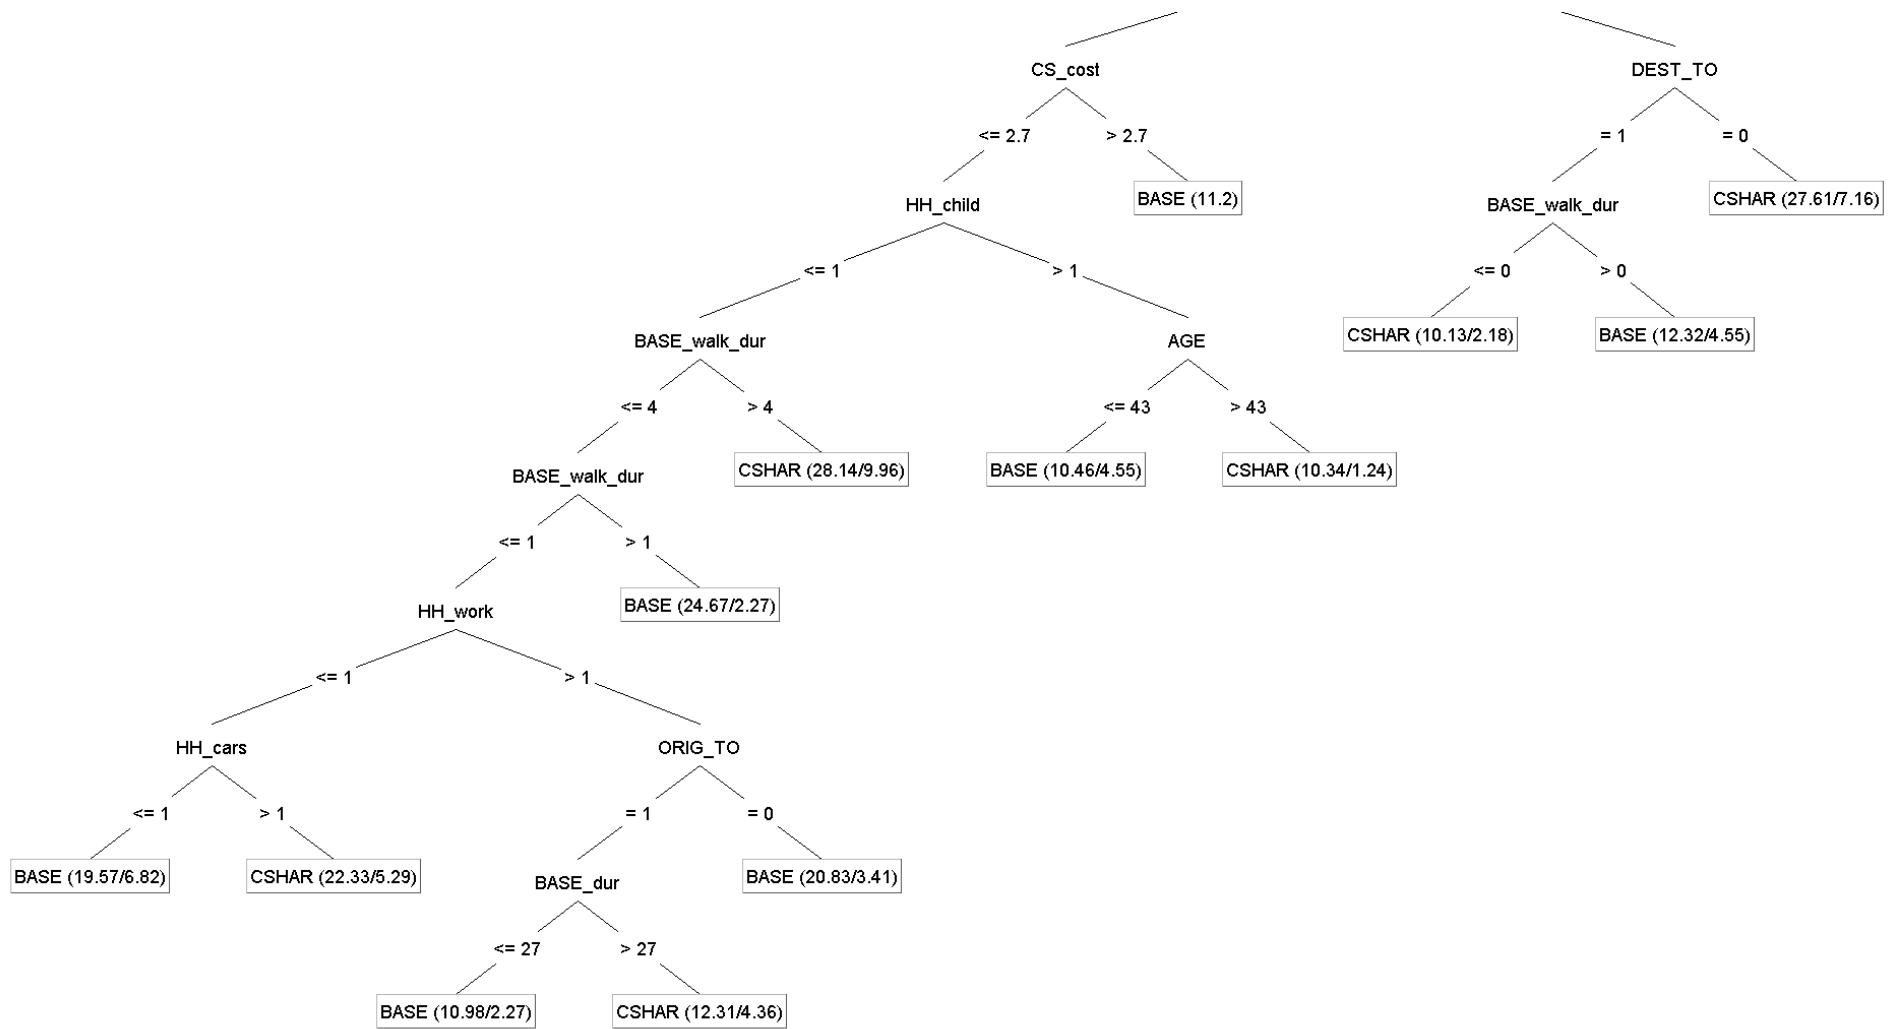 CS_cost DEST_TO
<= 2.7 > 2.7 = 1 = 0
HH_child BASE (11.2) BASE_walk_dur CSHAR (27.61/7.16)
<= 1 > 1 <= 0 > 0
BASE_walk_dur AGE CSHAR (10.13/2.18) BASE (12.32/4.55)
<= 4 > 4 <= 43 > 43
BASE_walk_dur CSHAR (28.14/9.96) BASE (10.46/4.55) CSHAR (10.34/1.24)
<= 1 > 1
HH_work BASE (24.67/2.27)
<= 1 > 1
HH_cars ORIG_TO
<= 1 > 1 = 1 = 0
BASE (19.57/6.82) CSHAR (22.33/5.29) BASE_dur BASE (20.83/3.41)
<= 27 > 27
BASE (10.98/2.27) CSHAR (12.31/4.36)